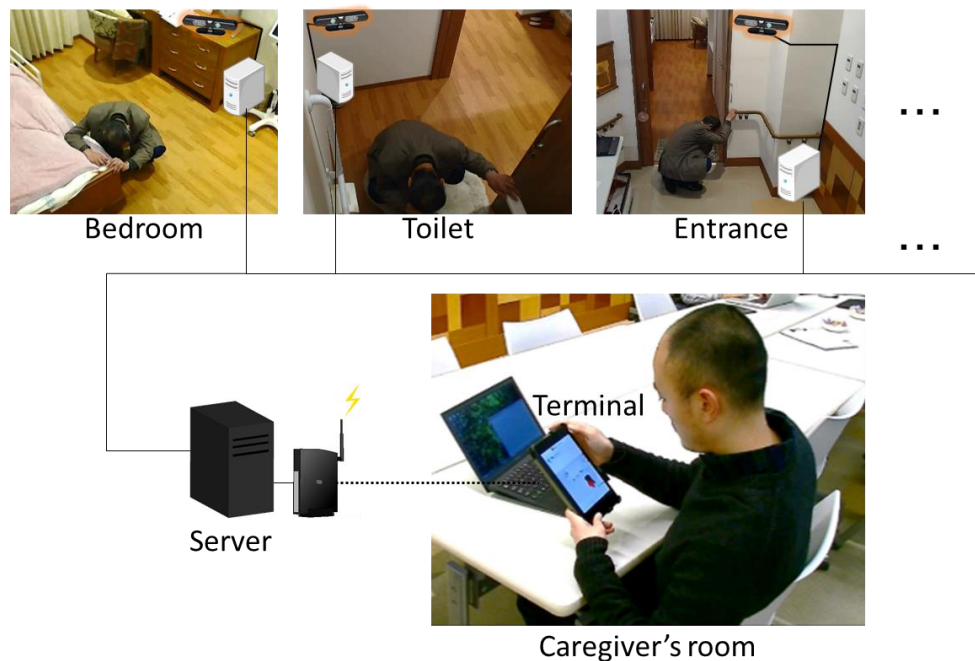 Bedroom
Toilet
Entrance
...
...
Terminal
Server
Caregiver's room